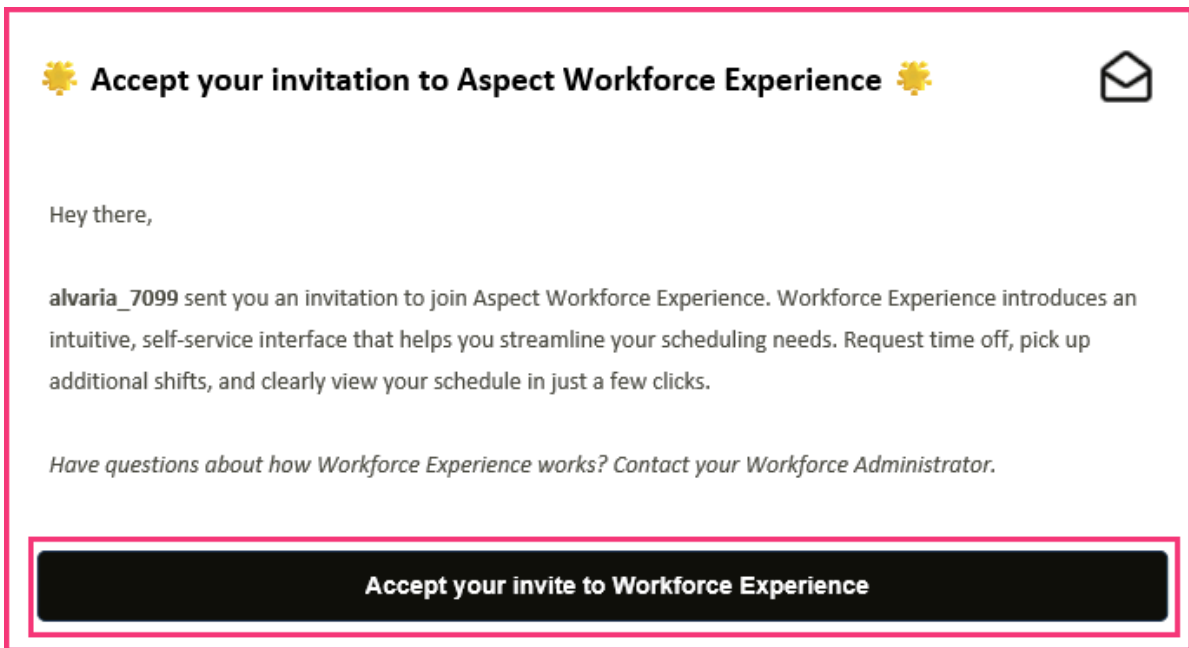 🌟 Accept your invitation to Aspect Workforce Experience 🌟
Hey there,
alvaria_7099 sent you an invitation to join Aspect Workforce Experience. Workforce Experience introduces an
intuitive, self-service interface that helps you streamline your scheduling needs. Request time off, pick up
additional shifts, and clearly view your schedule in just a few clicks.
Have questions about how Workforce Experience works? Contact your Workforce Administrator.
Accept your invite to Workforce Experience